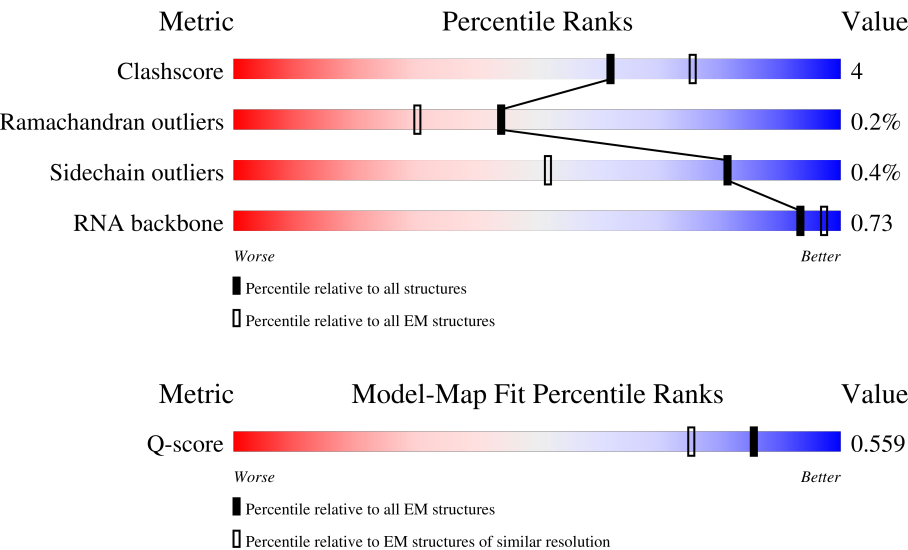 Metric Percentile Ranks Value
Clashscore 4
Ramachandran outliers 0.2%
Sidechain outliers 0.4%
RNA backbone 0.73
Worse Better
Percentile relative to all structures
Percentile relative to all EM structures
Metric Model-Map Fit Percentile Ranks Value
Q-score 0.559
Worse Better
Percentile relative to all EM structures
Percentile relative to EM structures of similar resolution